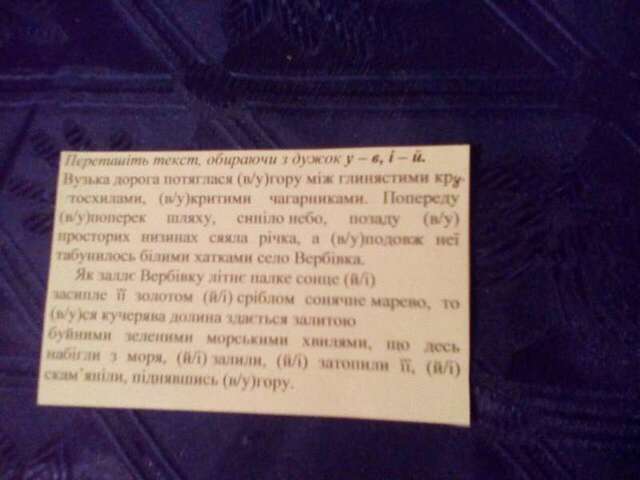 Перепишіть текст, обираючи з дужок у – в, і – й.
Вузька дорога потяглася (в/у)гору між глинястими кру-
тосхилами, (в/у)критими чагарниками. Попереду
(в/у)поперек шляху, синіло небо, позаду (в/у)
просторих низинах сяяла річка, а (в/у)подовж неї
табунилось білими хатками село Вербівка.
Як заллє Вербівку літнє палке сонце (й/і)
засипле її золотом (й/і) сріблом сонячне марево, то
(в/у)ся кучерява долина здається залитою
буйними зеленими морськими хвилями, що десь
набігли з моря, (й/і) залили, (й/і) затопили її, (й/і)
скам'яніли, піднявшись (в/у)гору.